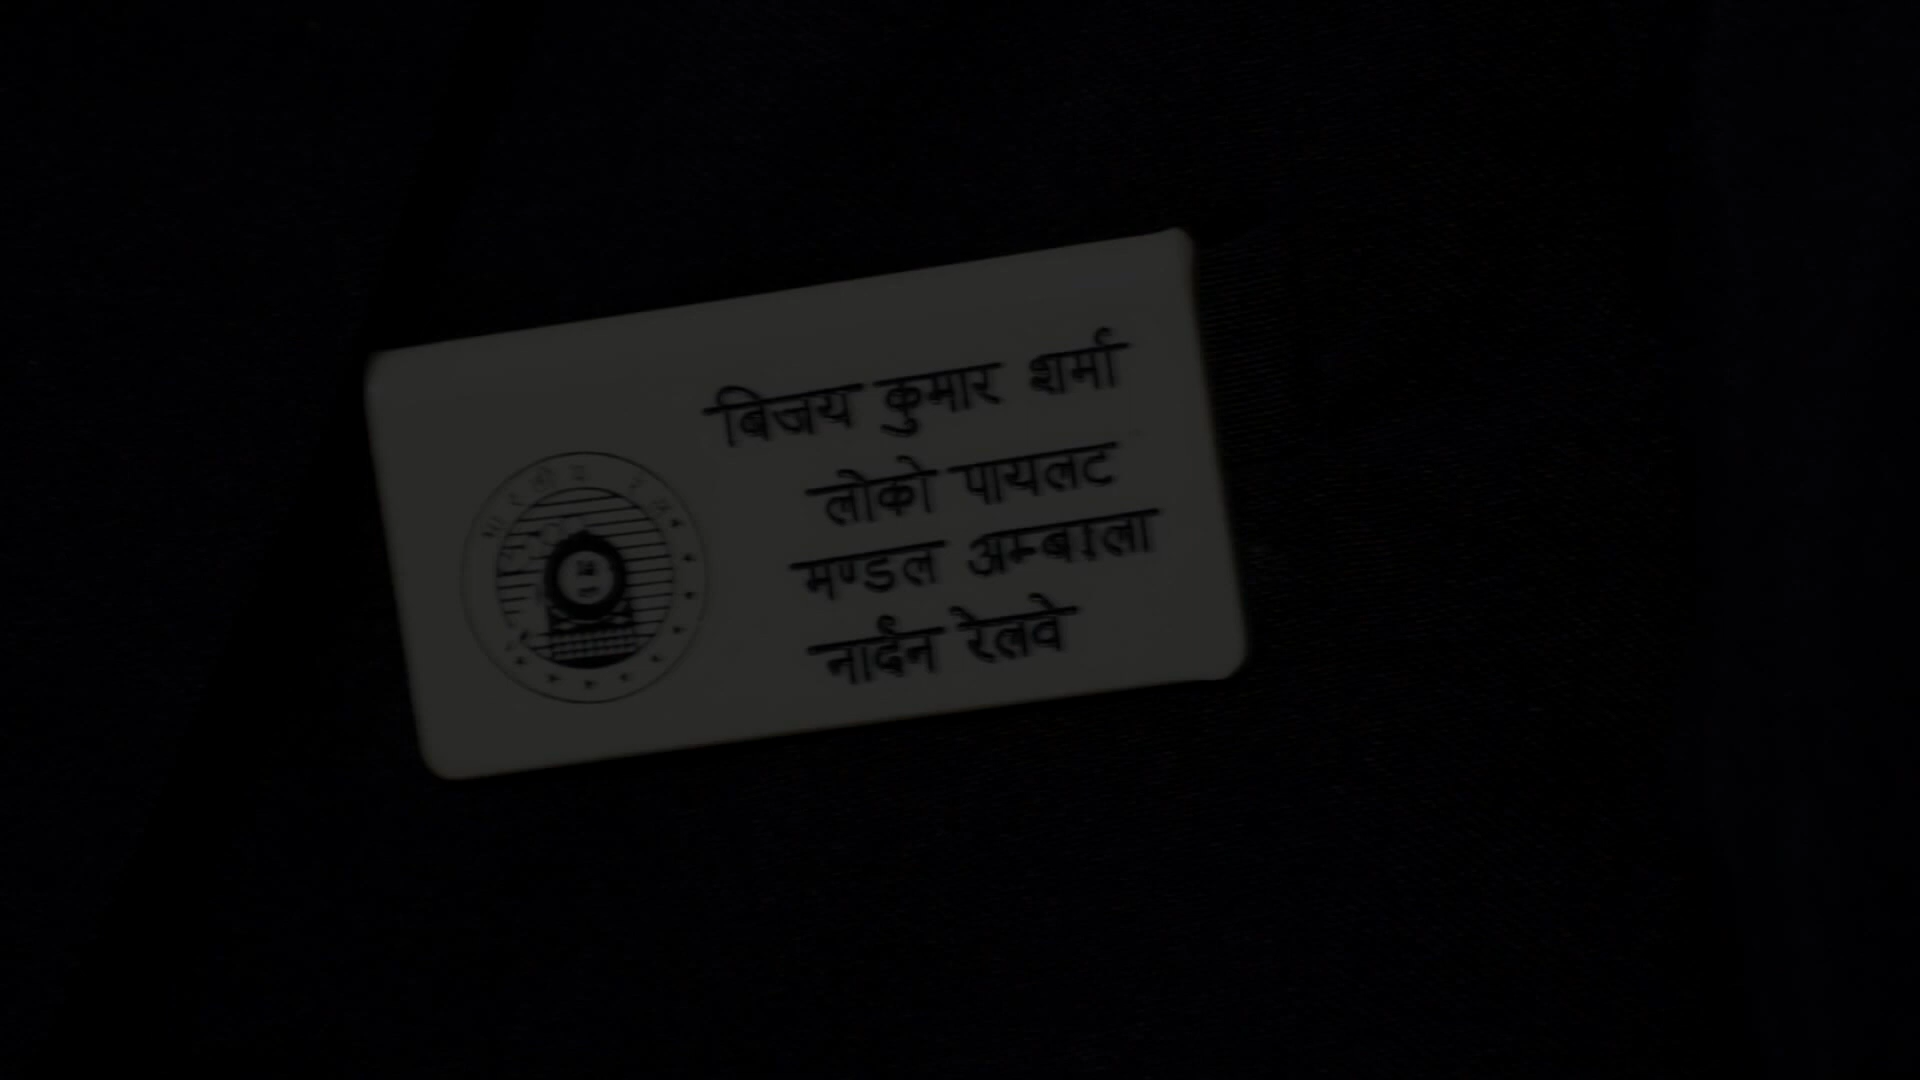 बिजय कुमार शर्मा
लोको पायलट
मण्डल अम्बाला
नार्दन रेलवे